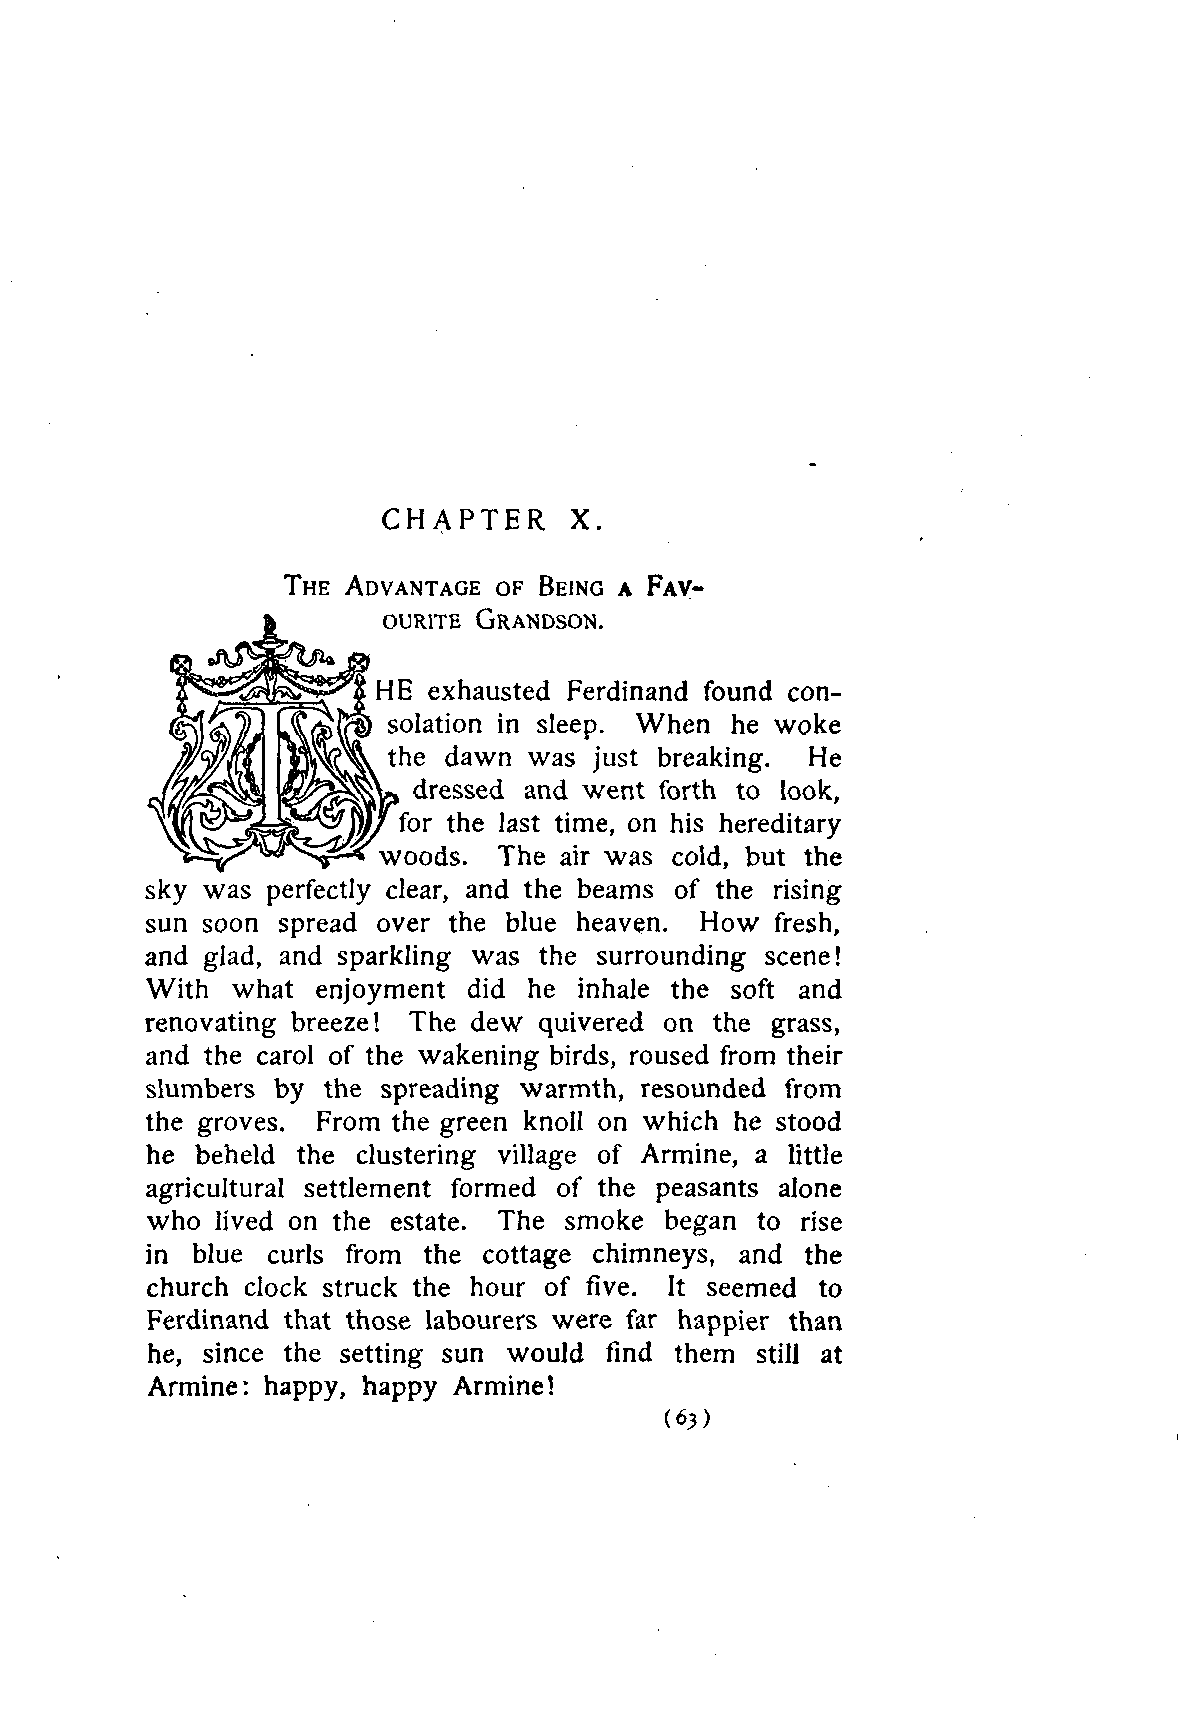 CHAPTER X.
THE ADVANTAGE OF BEING A FAV-
OURITE GRANDSON.
THE exhausted Ferdinand found con-
solation in sleep. When he woke
the dawn was just breaking. He
dressed and went forth to look,
for the last time, on his hereditary
woods. The air was cold, but the
sky was perfectly clear, and the beams of the rising
sun soon spread over the blue heaven. How fresh,
and glad, and sparkling was the surrounding scene!
With what enjoyment did he inhale the soft and
renovating breeze! The dew quivered on the grass,
and the carol of the wakening birds, roused from their
slumbers by the spreading warmth, resounded from
the groves. From the green knoll on which he stood
he beheld the clustering village of Armine, a little
agricultural settlement formed of the peasants alone
who lived on the estate. The smoke began to rise
in blue curls from the cottage chimneys, and the
church clock struck the hour of five. It seemed to
Ferdinand that those labourers were far happier than
he, since the setting sun would find them still at
Armine: happy, happy Armine!
(63)